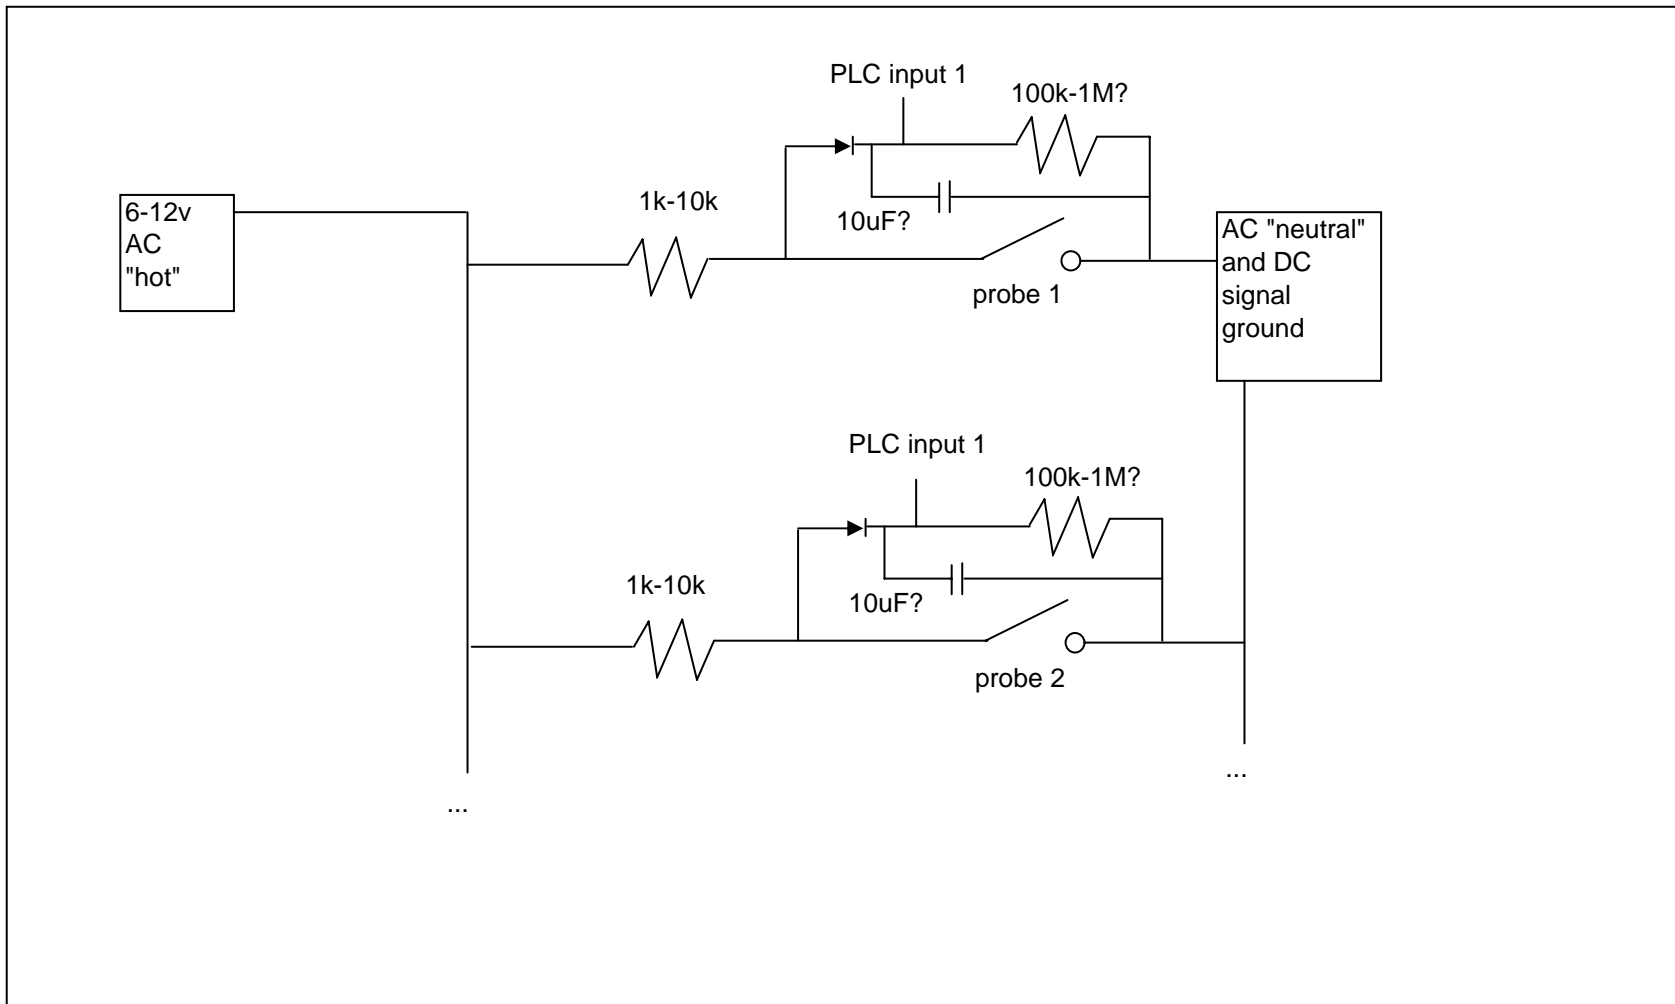 PLC input 1
100k-1M?
6-12v
AC
"hot"
1k-10k
10uF?
probe 1
AC "neutral"
and DC
signal
ground
PLC input 1
100k-1M?
1k-10k
10uF?
probe 2
...
...